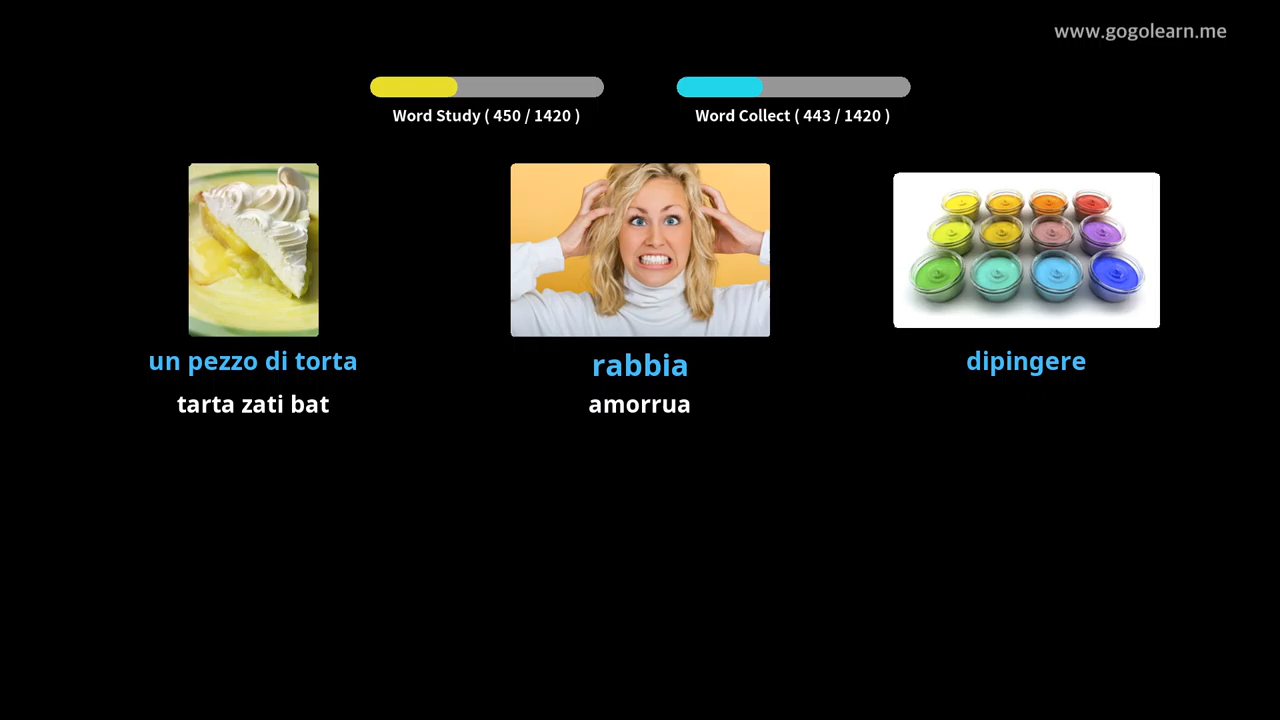 www.gogolearn.me
Word Study ( 450 / 1420 )
Word Collect ( 443 / 1420 )
un pezzo di torta
rabbia
dipingere
tarta zati bat
amorrua